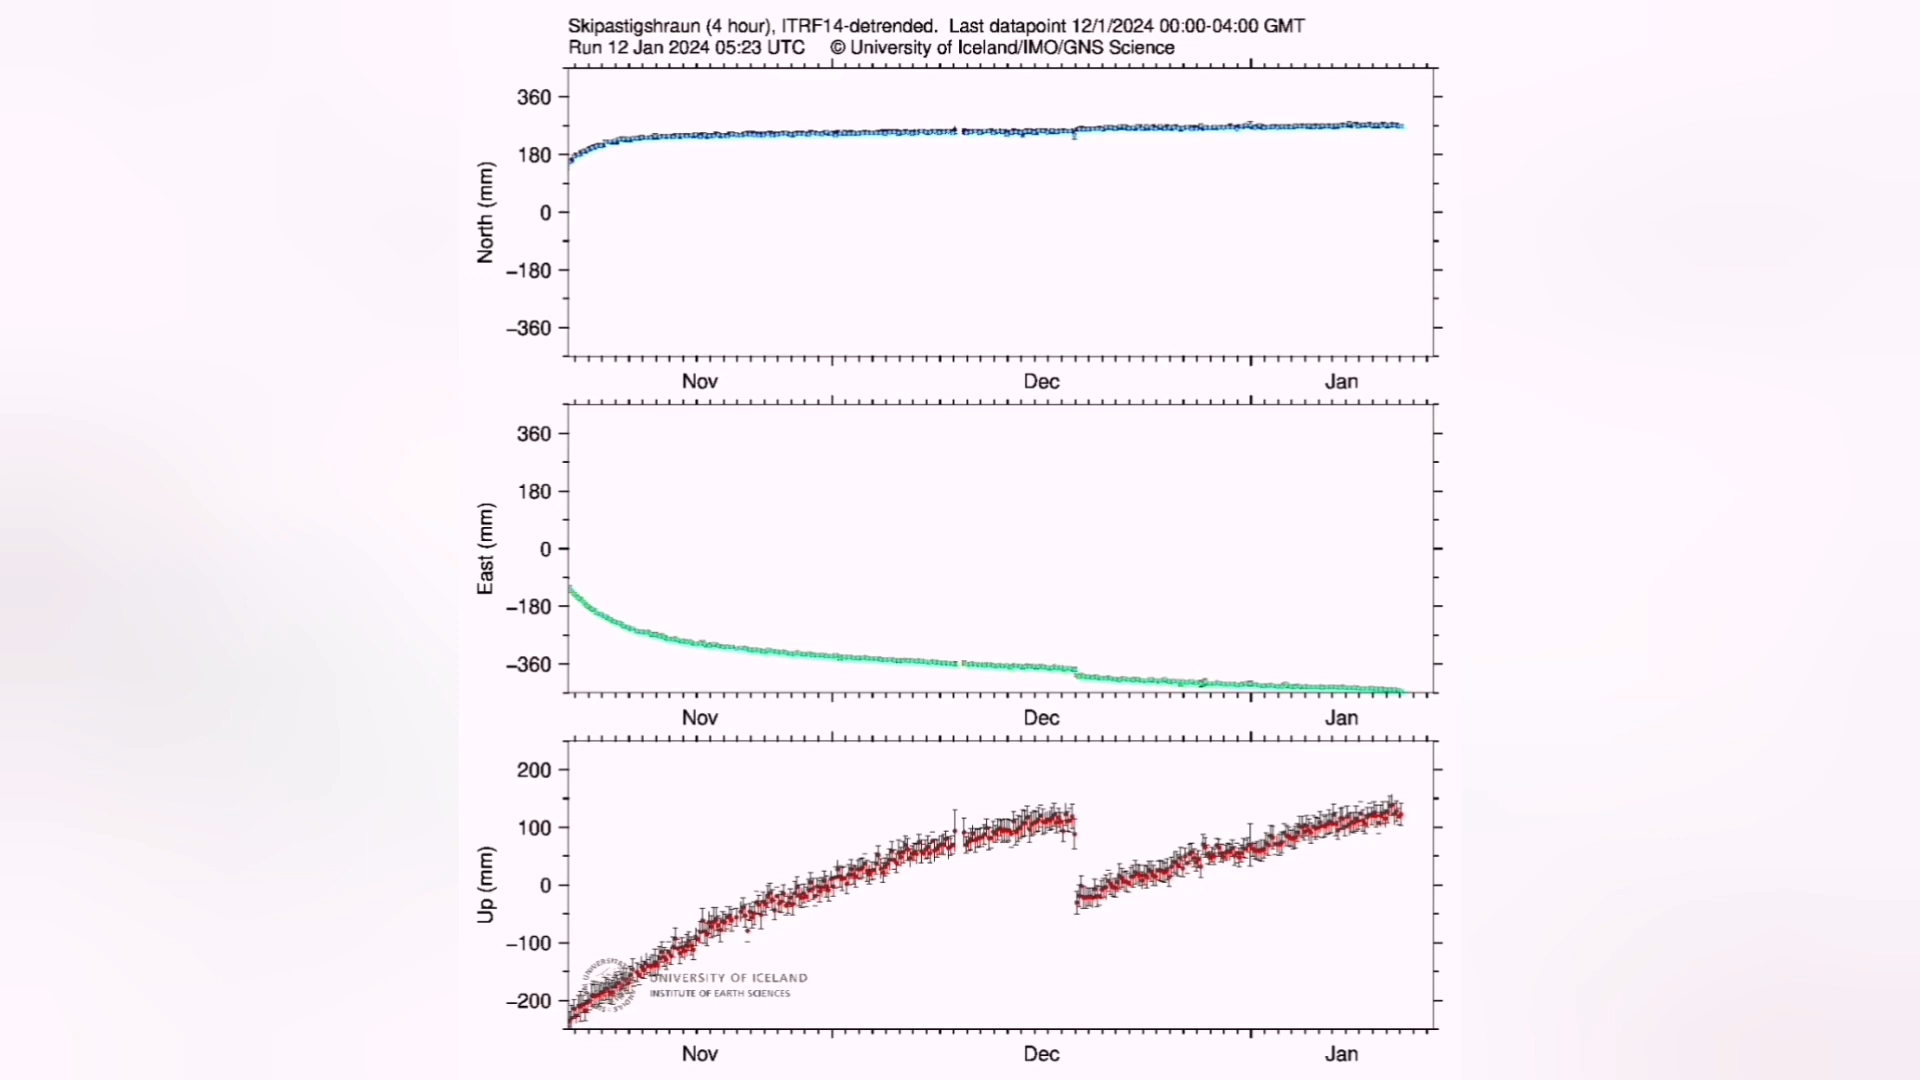 Skipastigshraun (4 hour), ITRF14-detrended. Last datapoint 12/1/2024 00:00-04:00 GMT
Run 12 Jan 2024 05:23 UTC © University of Iceland/IMO/GNS Science
360
180
0
−180
−360
North (mm)
Nov Dec Jan
360
180
0
−180
−360
East (mm)
Nov Dec Jan
200
100
0
−100
−200
Up (mm)
UNIVERSITY OF ICELAND
INSTITUTE OF EARTH SCIENCES
Nov Dec Jan